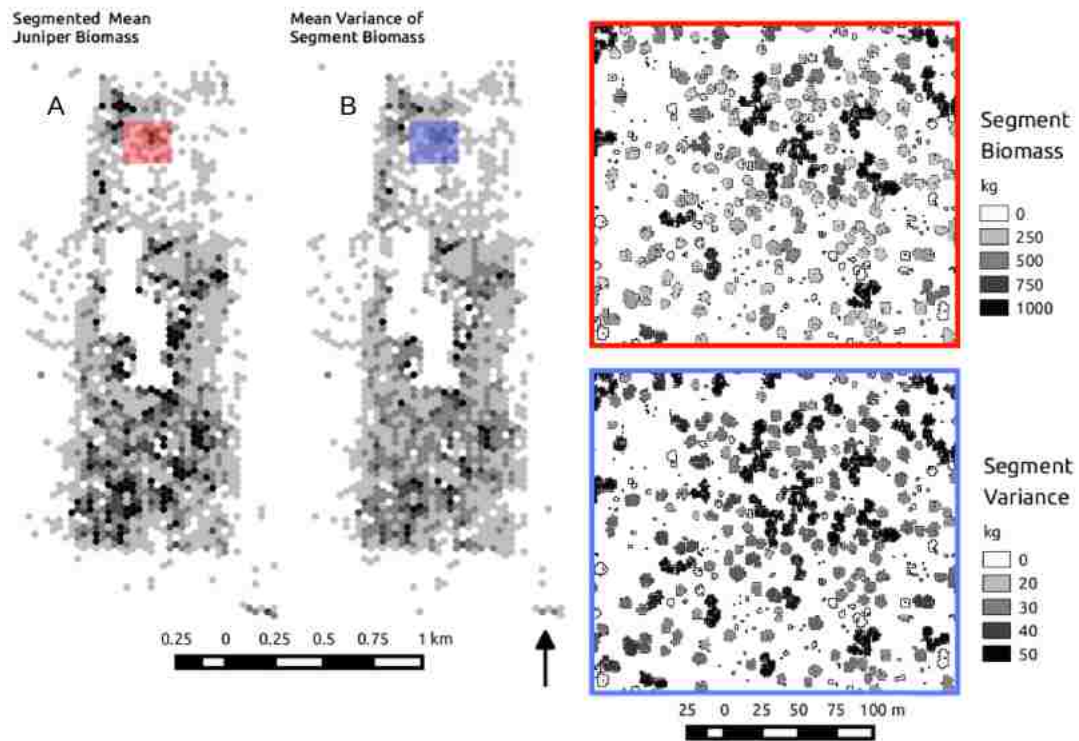 Segmented Mean
Juniper Biomass
Mean Variance of
Segment Biomass
A
B
Segment
Biomass
kg
0
250
500
750
1000
Segment
Variance
kg
0
20
30
40
50
0.25 0 0.25 0.5 0.75 1 km
25 0 25 50 75 100 m